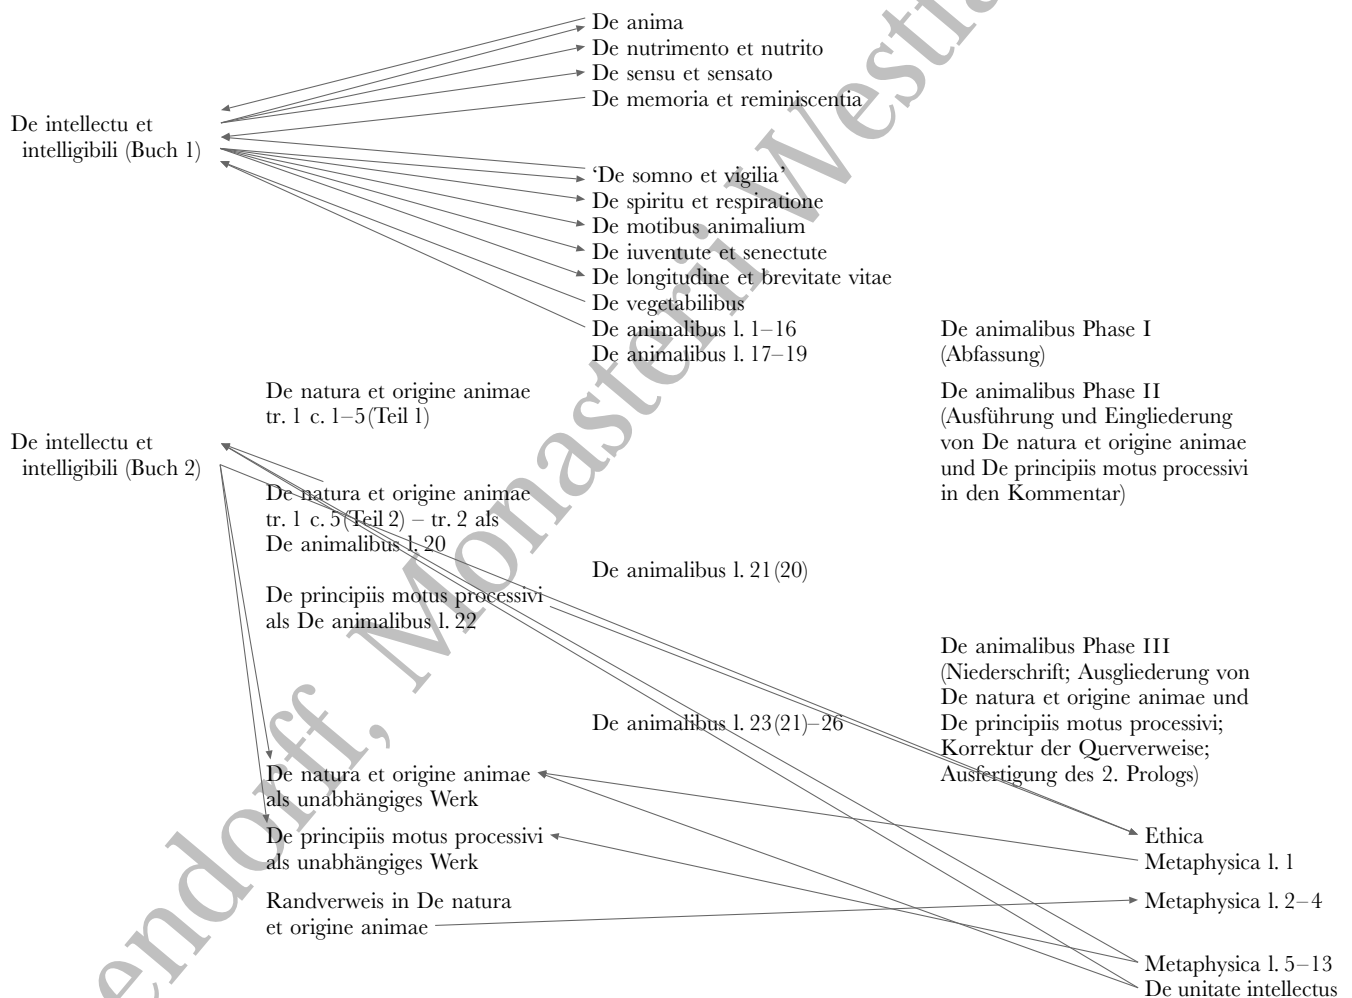 De anima
De nutrimento et nutrito
De sensu et sensato
De memoria et reminiscentia
De intellectu et
intelligibili (Buch 1)
‘De somno et vigilia’
De spiritu et respiratione
De motibus animalium
De iuventute et senectute
De longitudine et brevitate vitae
De vegetabilibus
De animalibus l. 1–16
De animalibus l. 17–19
De animalibus Phase I
(Abfassung)
De natura et origine animae
tr. 1 c. 1–5(Teil 1)
De animalibus Phase II
(Ausführung und Eingliederung
von De natura et origine animae
und De principiis motus processivi
in den Kommentar)
De intellectu et
intelligibili (Buch 2)
De natura et origine animae
tr. 1 c. 5(Teil 2) – tr. 2 als
De animalibus l. 20
De animalibus l. 21(20)
De principiis motus processivi
als De animalibus l. 22
De animalibus Phase III
(Niederschrift; Ausgliederung von
De natura et origine animae und
De principiis motus processivi;
Korrektur der Querverweise;
Ausfertigung des 2. Prologs)
De animalibus l. 23(21)–26
De natura et origine animae
als unabhängiges Werk
De principiis motus processivi
als unabhängiges Werk
Randverweis in De natura
et origine animae
Ethica
Metaphysica l. 1
Metaphysica l. 2–4
Metaphysica l. 5–13
De unitate intellectus
endorff, Monasterii Westfa